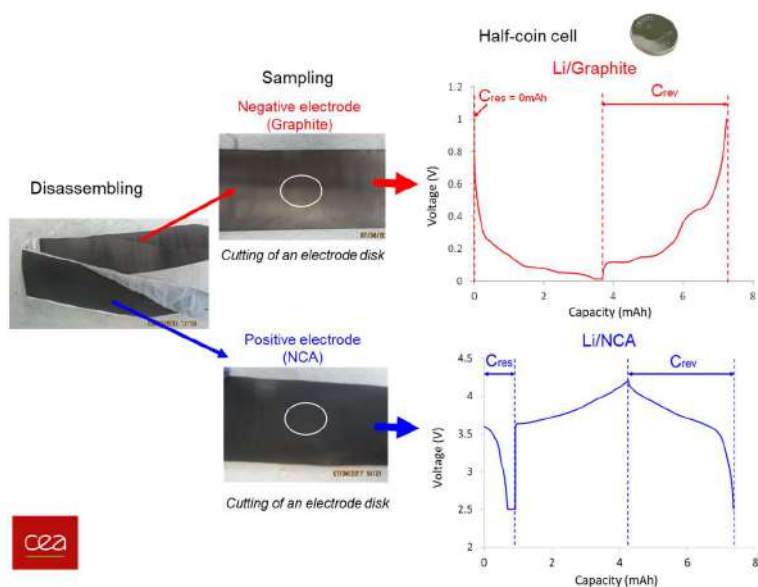 Half-coin cell
Sampling
Negative electrode
(Graphite)
Disassembling
Cutting of an electrode disk
Positive electrode
(NCA)
Cutting of an electrode disk
cea
Li/Graphite
Cres = 0mAh
Crev
Voltage (V)
1.2
1
0.8
0.6
0.4
0.2
0
0
2
4
6
8
Capacity (mAh)
Li/NCA
Cres
Crev
Voltage (V)
4.5
4
3.5
3
2.5
2
0
2
4
6
8
Capacity (mAh)